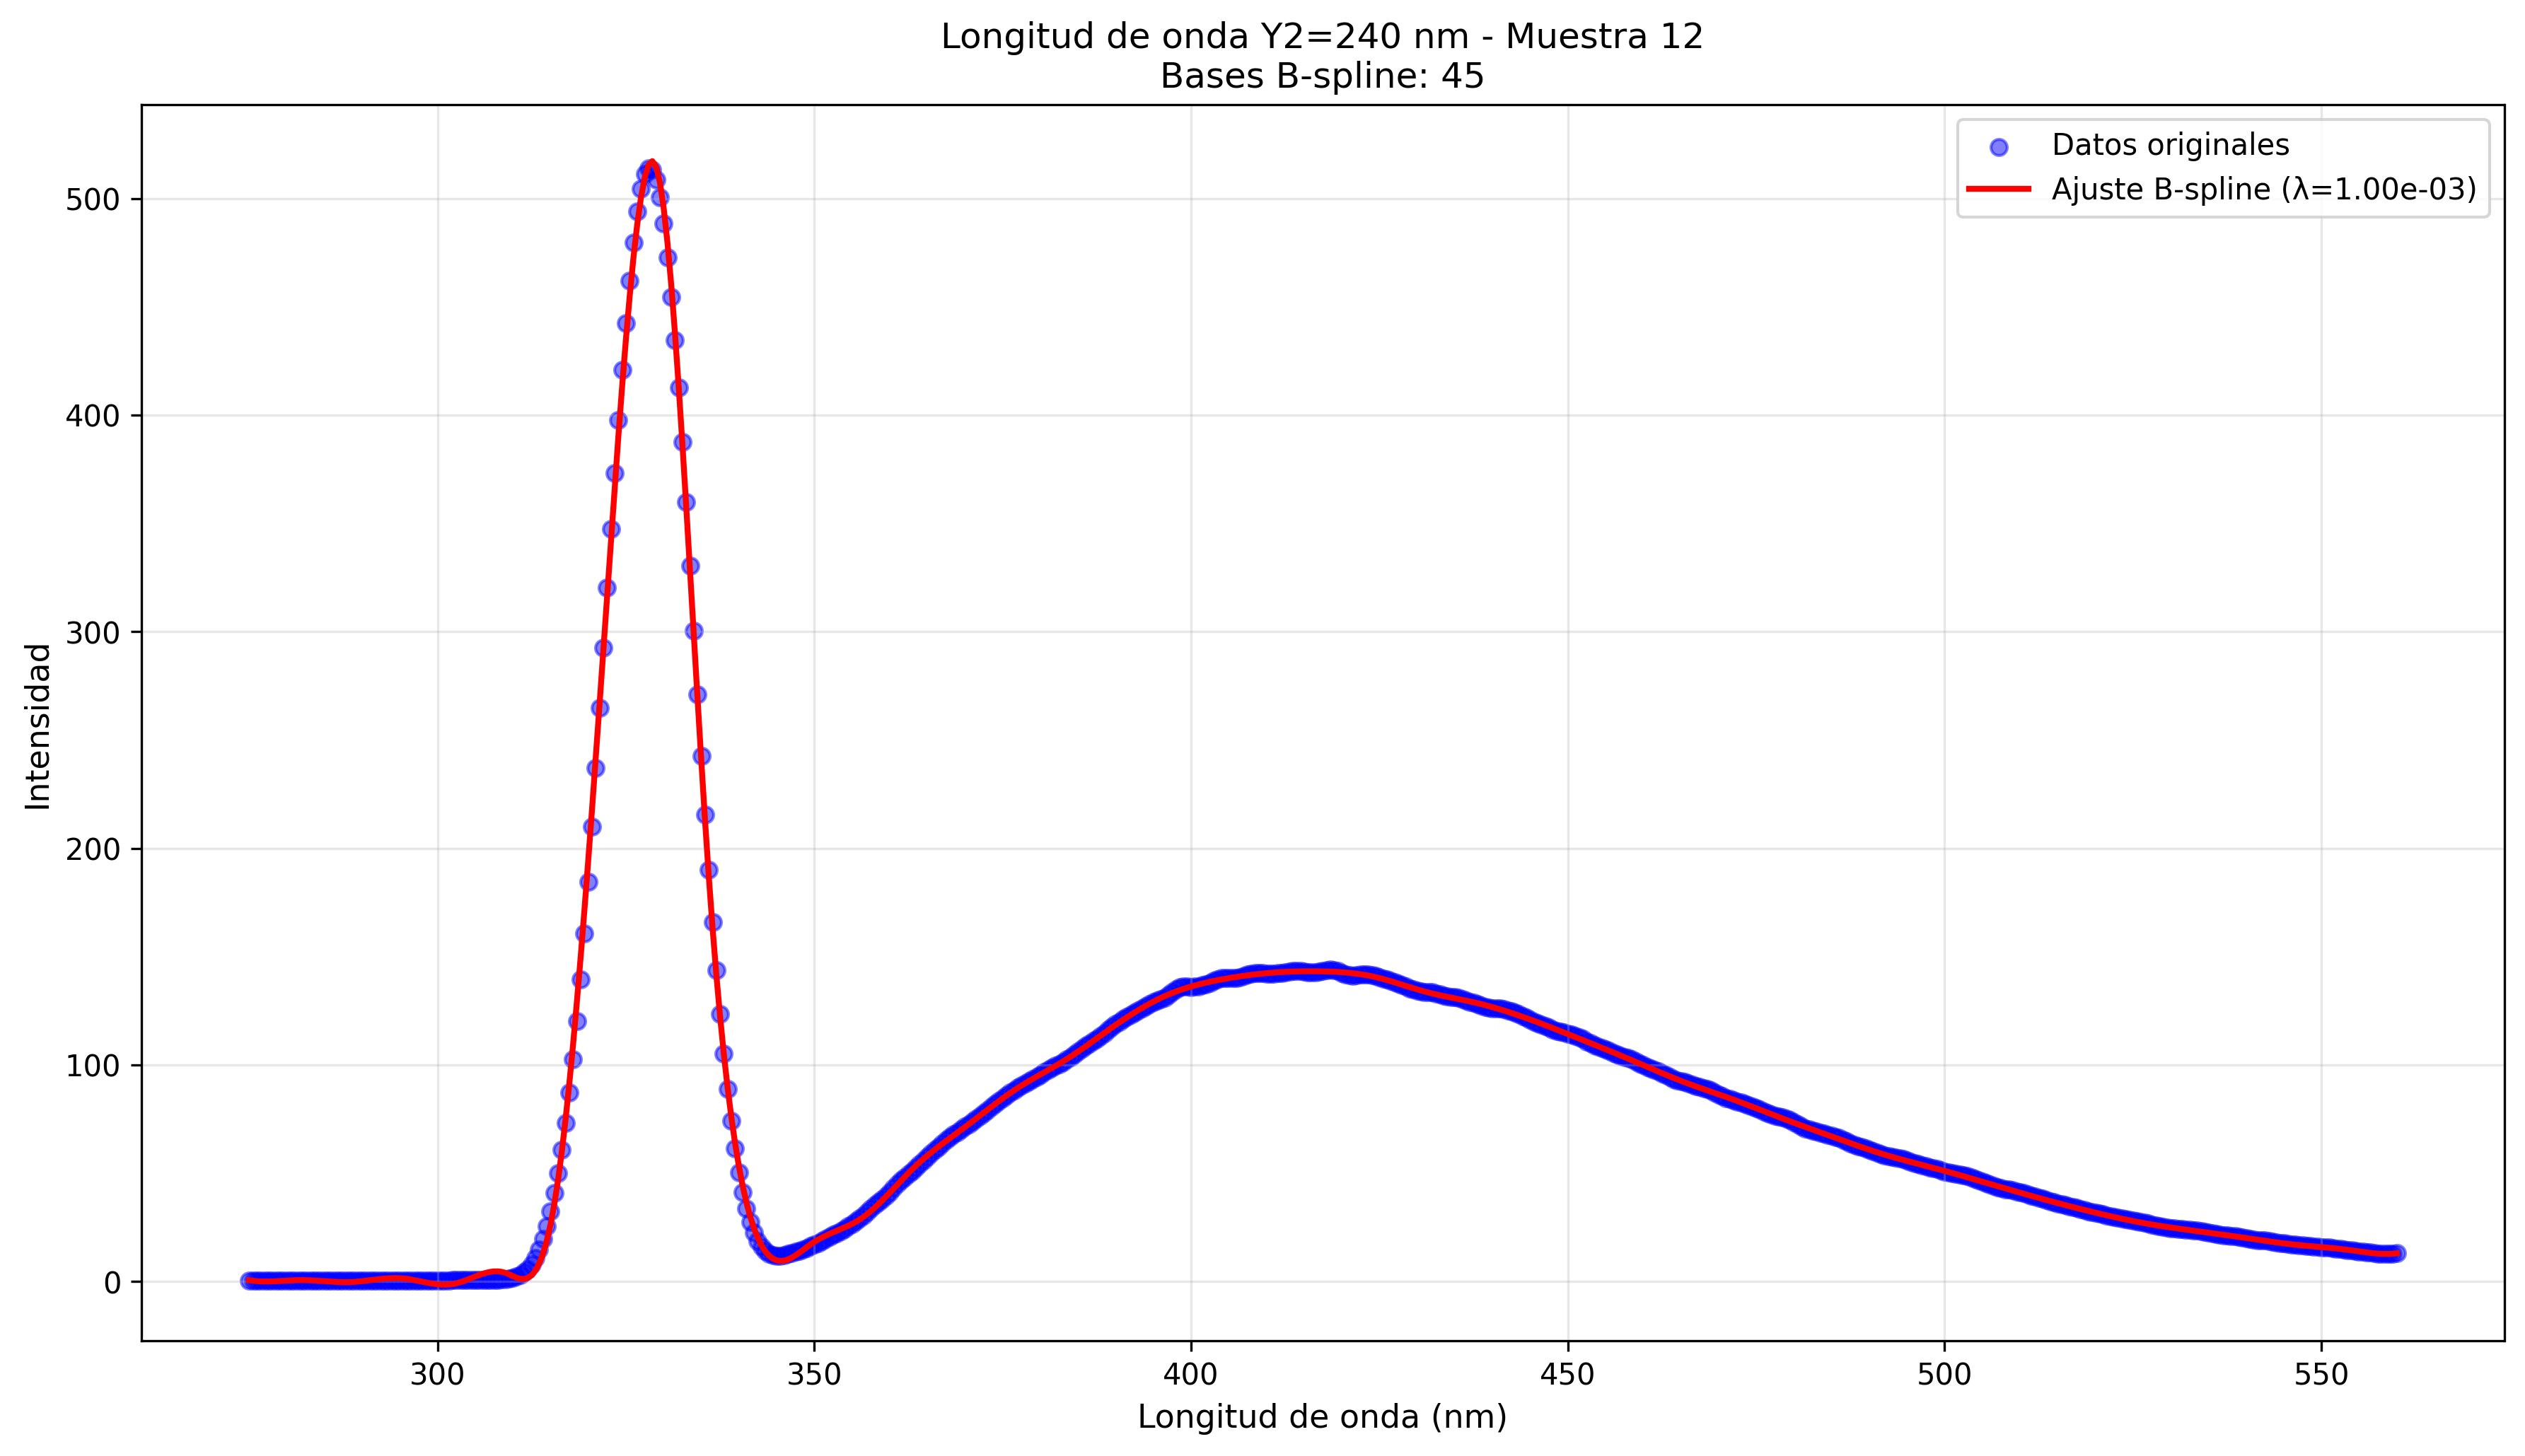 Longitud de onda Y2=240 nm - Muestra 12
Bases B-spline: 45
Datos originales
Ajuste B-spline (λ=1.00e-03)
Intensidad
500
400
300
200
100
0
300
350
400
450
500
550
Longitud de onda (nm)